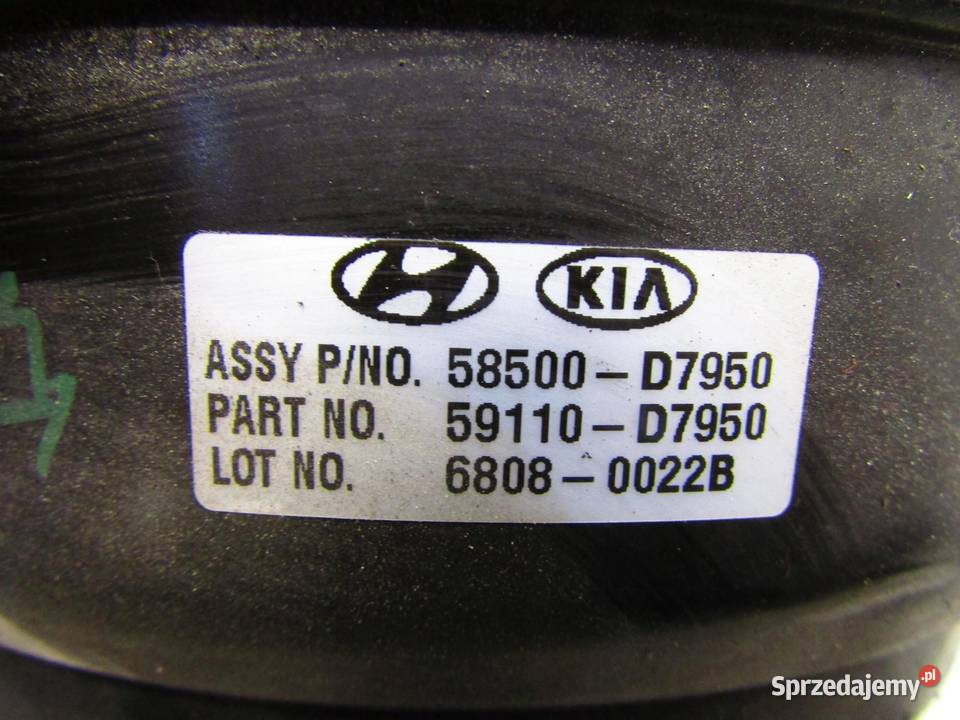 KIA
ASSY P/NO. 58500-D7950
PART NO. 59110-D7950
LOT NO. 6808-0022B
Sprzedajemy.pl